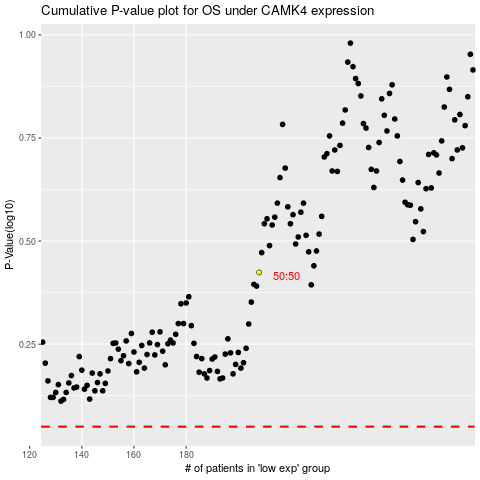 Cumulative P-value plot for OS under CAMK4 expression
1.00
0.75
0.50
0.25
P-Value(log10)
50:50
120 140 160 180
# of patients in 'low exp' group